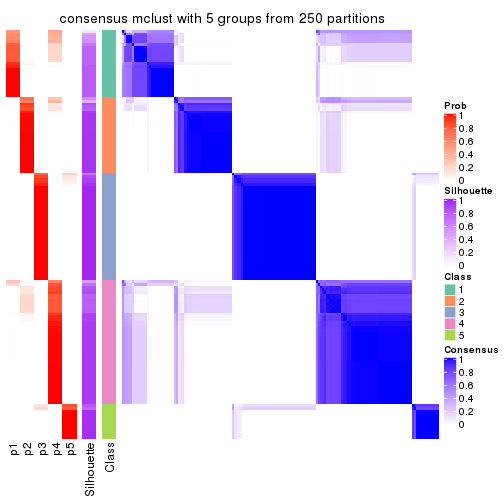 consensus mclust with 5 groups from 250 partitions
Prob
1
0.8
0.6
0.4
0.2
0
Silhouette
1
0.8
0.6
0.4
0.2
0
Class
1
2
3
4
5
Consensus
1
0.8
0.6
0.4
0.2
0
p1
p2
p3
p4
p5
Silhouette
Class